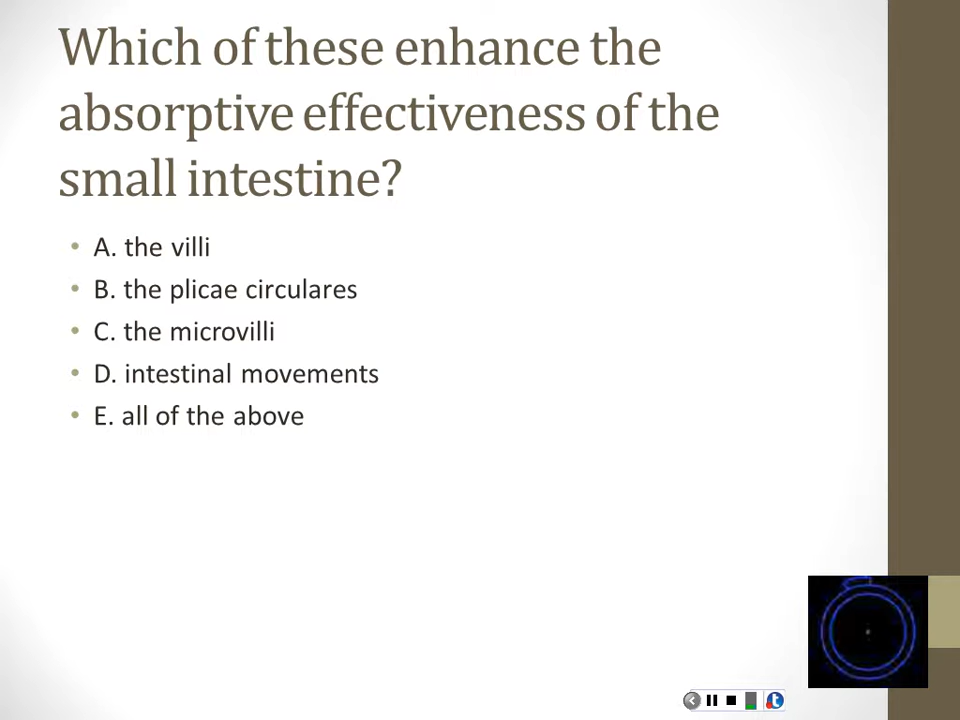 Which of these enhance the
absorptive effectiveness of the
small intestine?
• A. the villi
• B. the plicae circulares
• C. the microvilli
• D. intestinal movements
• E. all of the above